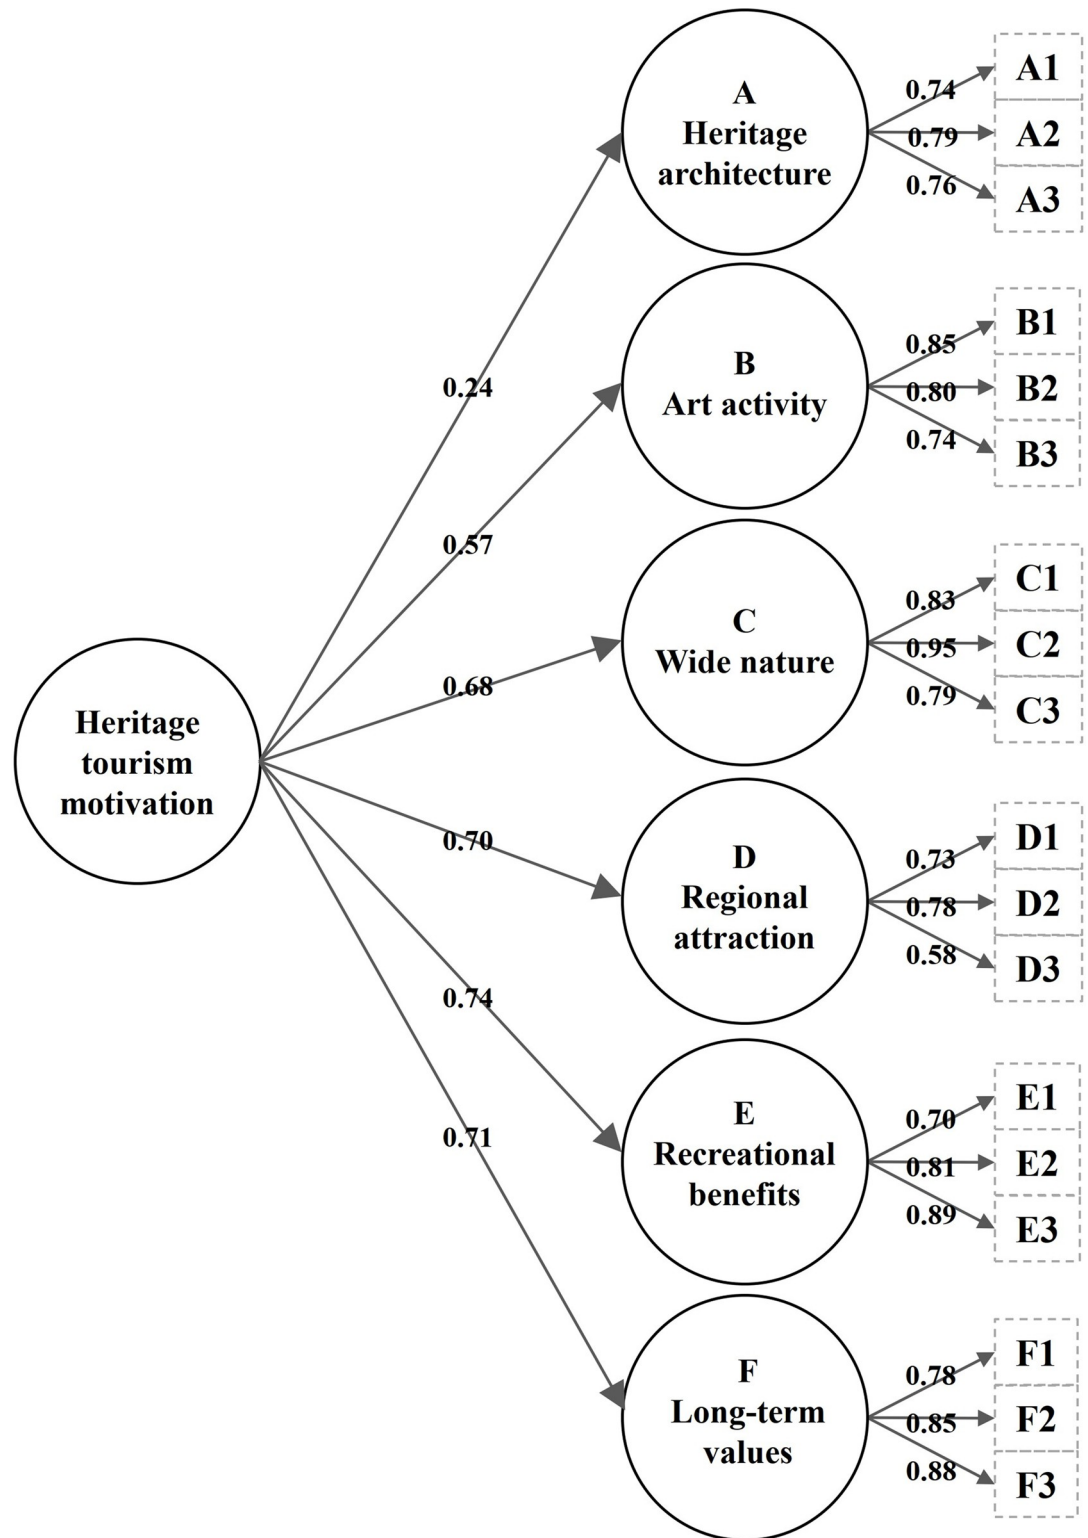 A
Heritage
architecture
0.74
0.79
0.76
A1
A2
A3
B
Art activity
0.85
0.80
0.74
B1
B2
B3
C
Wide nature
0.83
0.95
0.79
C1
C2
C3
D
Regional
attraction
0.73
0.78
0.58
D1
D2
D3
E
Recreational
benefits
0.70
0.81
0.89
E1
E2
E3
F
Long-term
values
0.78
0.85
0.88
F1
F2
F3
0.24
0.57
0.68
0.70
0.74
0.71
Heritage
tourism
motivation